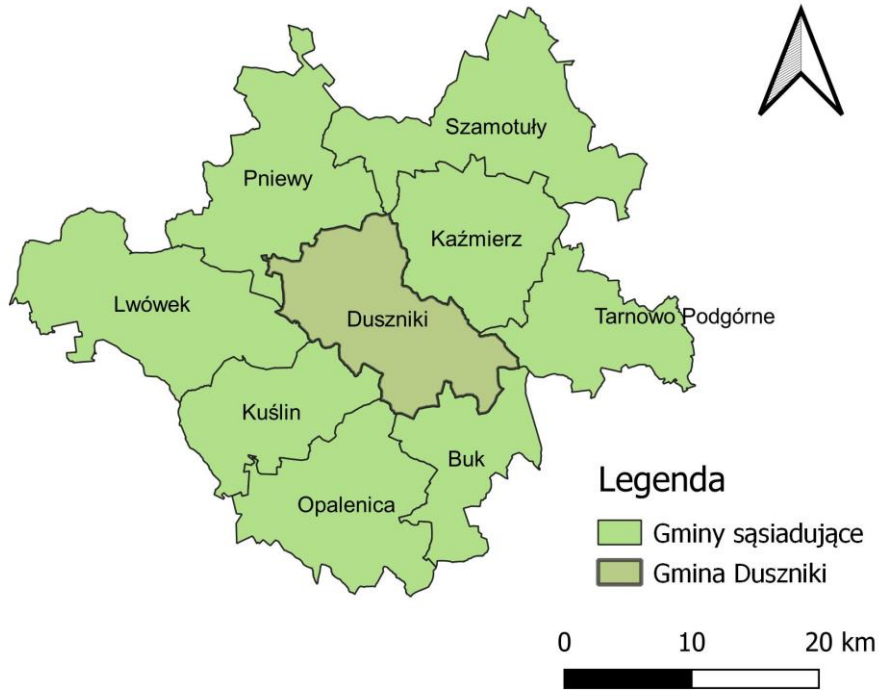 Szamotuły
Pniewy
Kaźmierz
Lwówek
Duszniki
Tarnowo Podgórne
Kuślin
Buk
Opalenica
Legenda
Gminy sąsiadujące
Gmina Duszniki
0 10 20 km